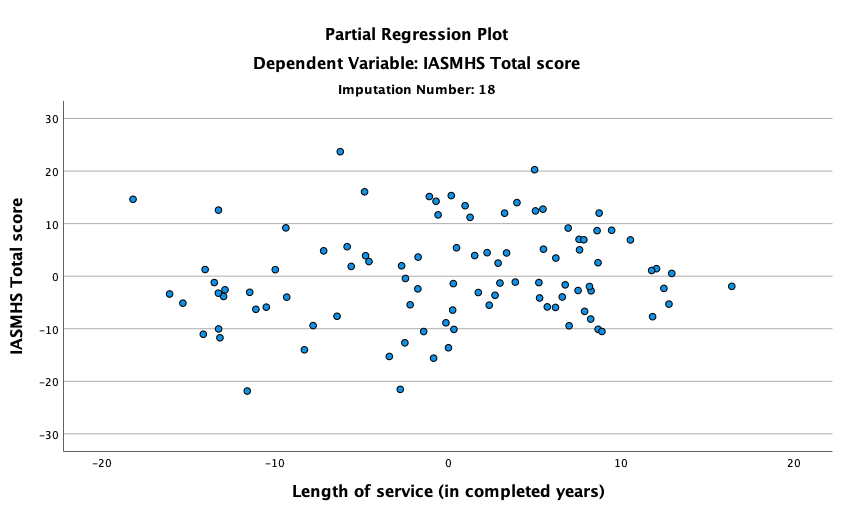 Partial Regression Plot
Dependent Variable: IASMHS Total score
Imputation Number: 18
IASMHS Total score
30
20
10
0
-10
-20
-30
-20 -10 0 10 20
Length of service (in completed years)